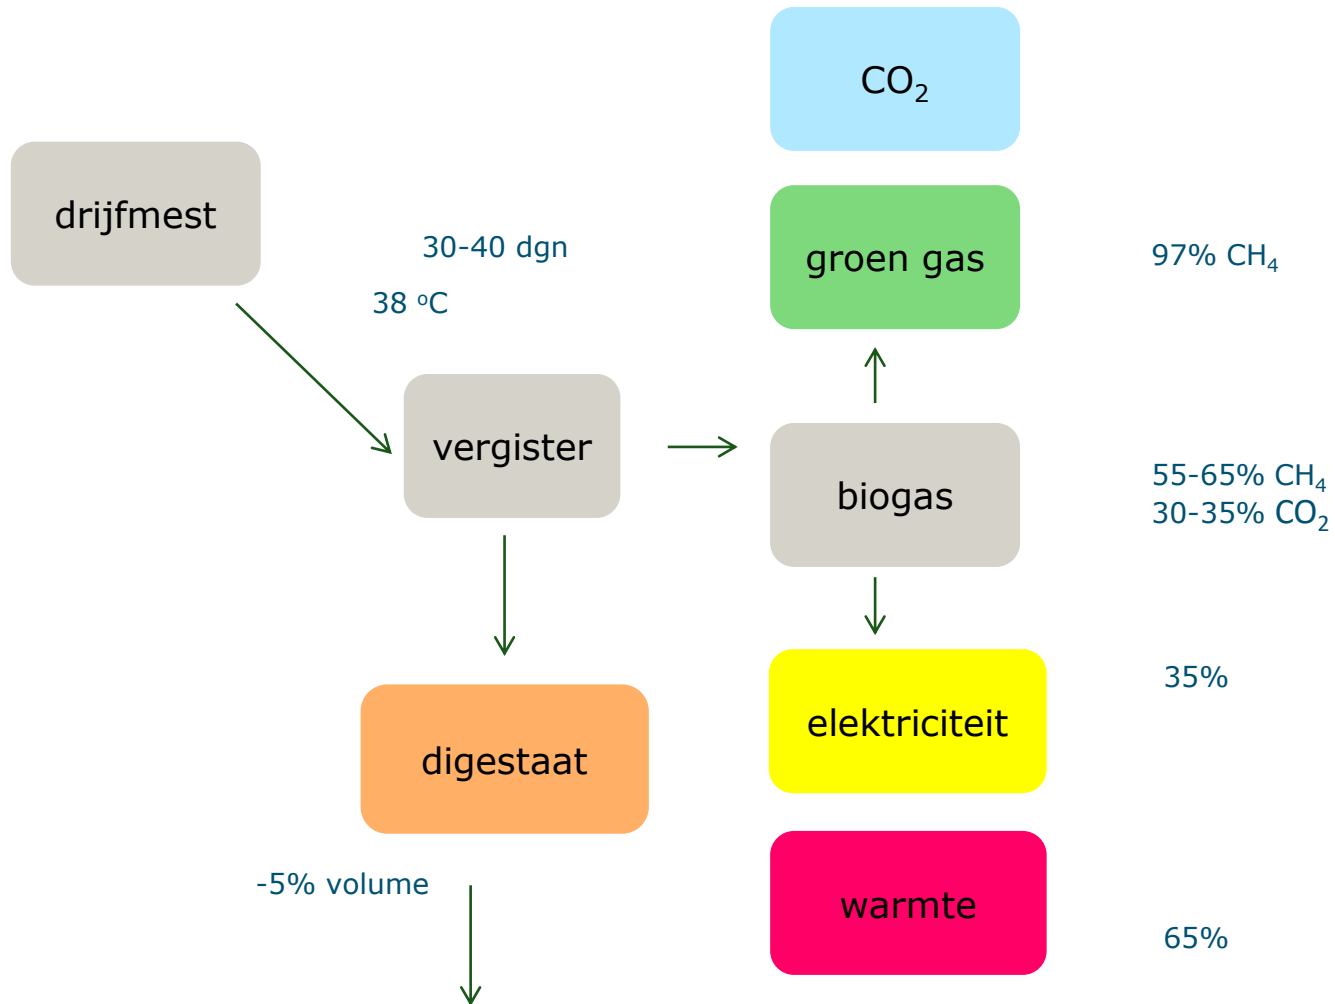 CO₂
drijfmest
30-40 dgn
groen gas
97% CH₄
38 ºC
vergister
biogas
55-65% CH₄
30-35% CO₂
35%
elektriciteit
digestaat
-5% volume
warmte
65%